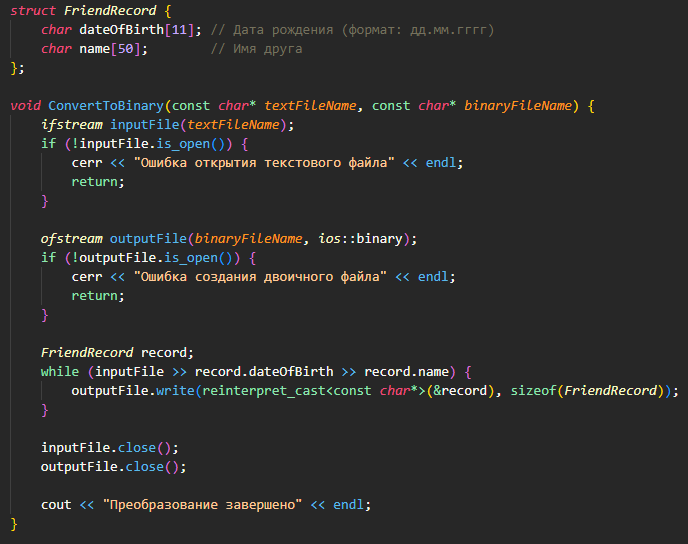 struct FriendRecord {
    char dateOfBirth[11]; // Дата рождения (формат: дд.мм.гггг)
    char name[50];        // Имя друга
};

void ConvertToBinary(const char* textFileName, const char* binaryFileName) {
    ifstream inputFile(textFileName);
    if (!inputFile.is_open()) {
        cerr << "Ошибка открытия текстового файла" << endl;
        return;
    }

    ofstream outputFile(binaryFileName, ios::binary);
    if (!outputFile.is_open()) {
        cerr << "Ошибка создания двоичного файла" << endl;
        return;
    }

    FriendRecord record;
    while (inputFile >> record.dateOfBirth >> record.name) {
        outputFile.write(reinterpret_cast<const char*>(&record), sizeof(FriendRecord));
    }

    inputFile.close();
    outputFile.close();

    cout << "Преобразование завершено" << endl;
}